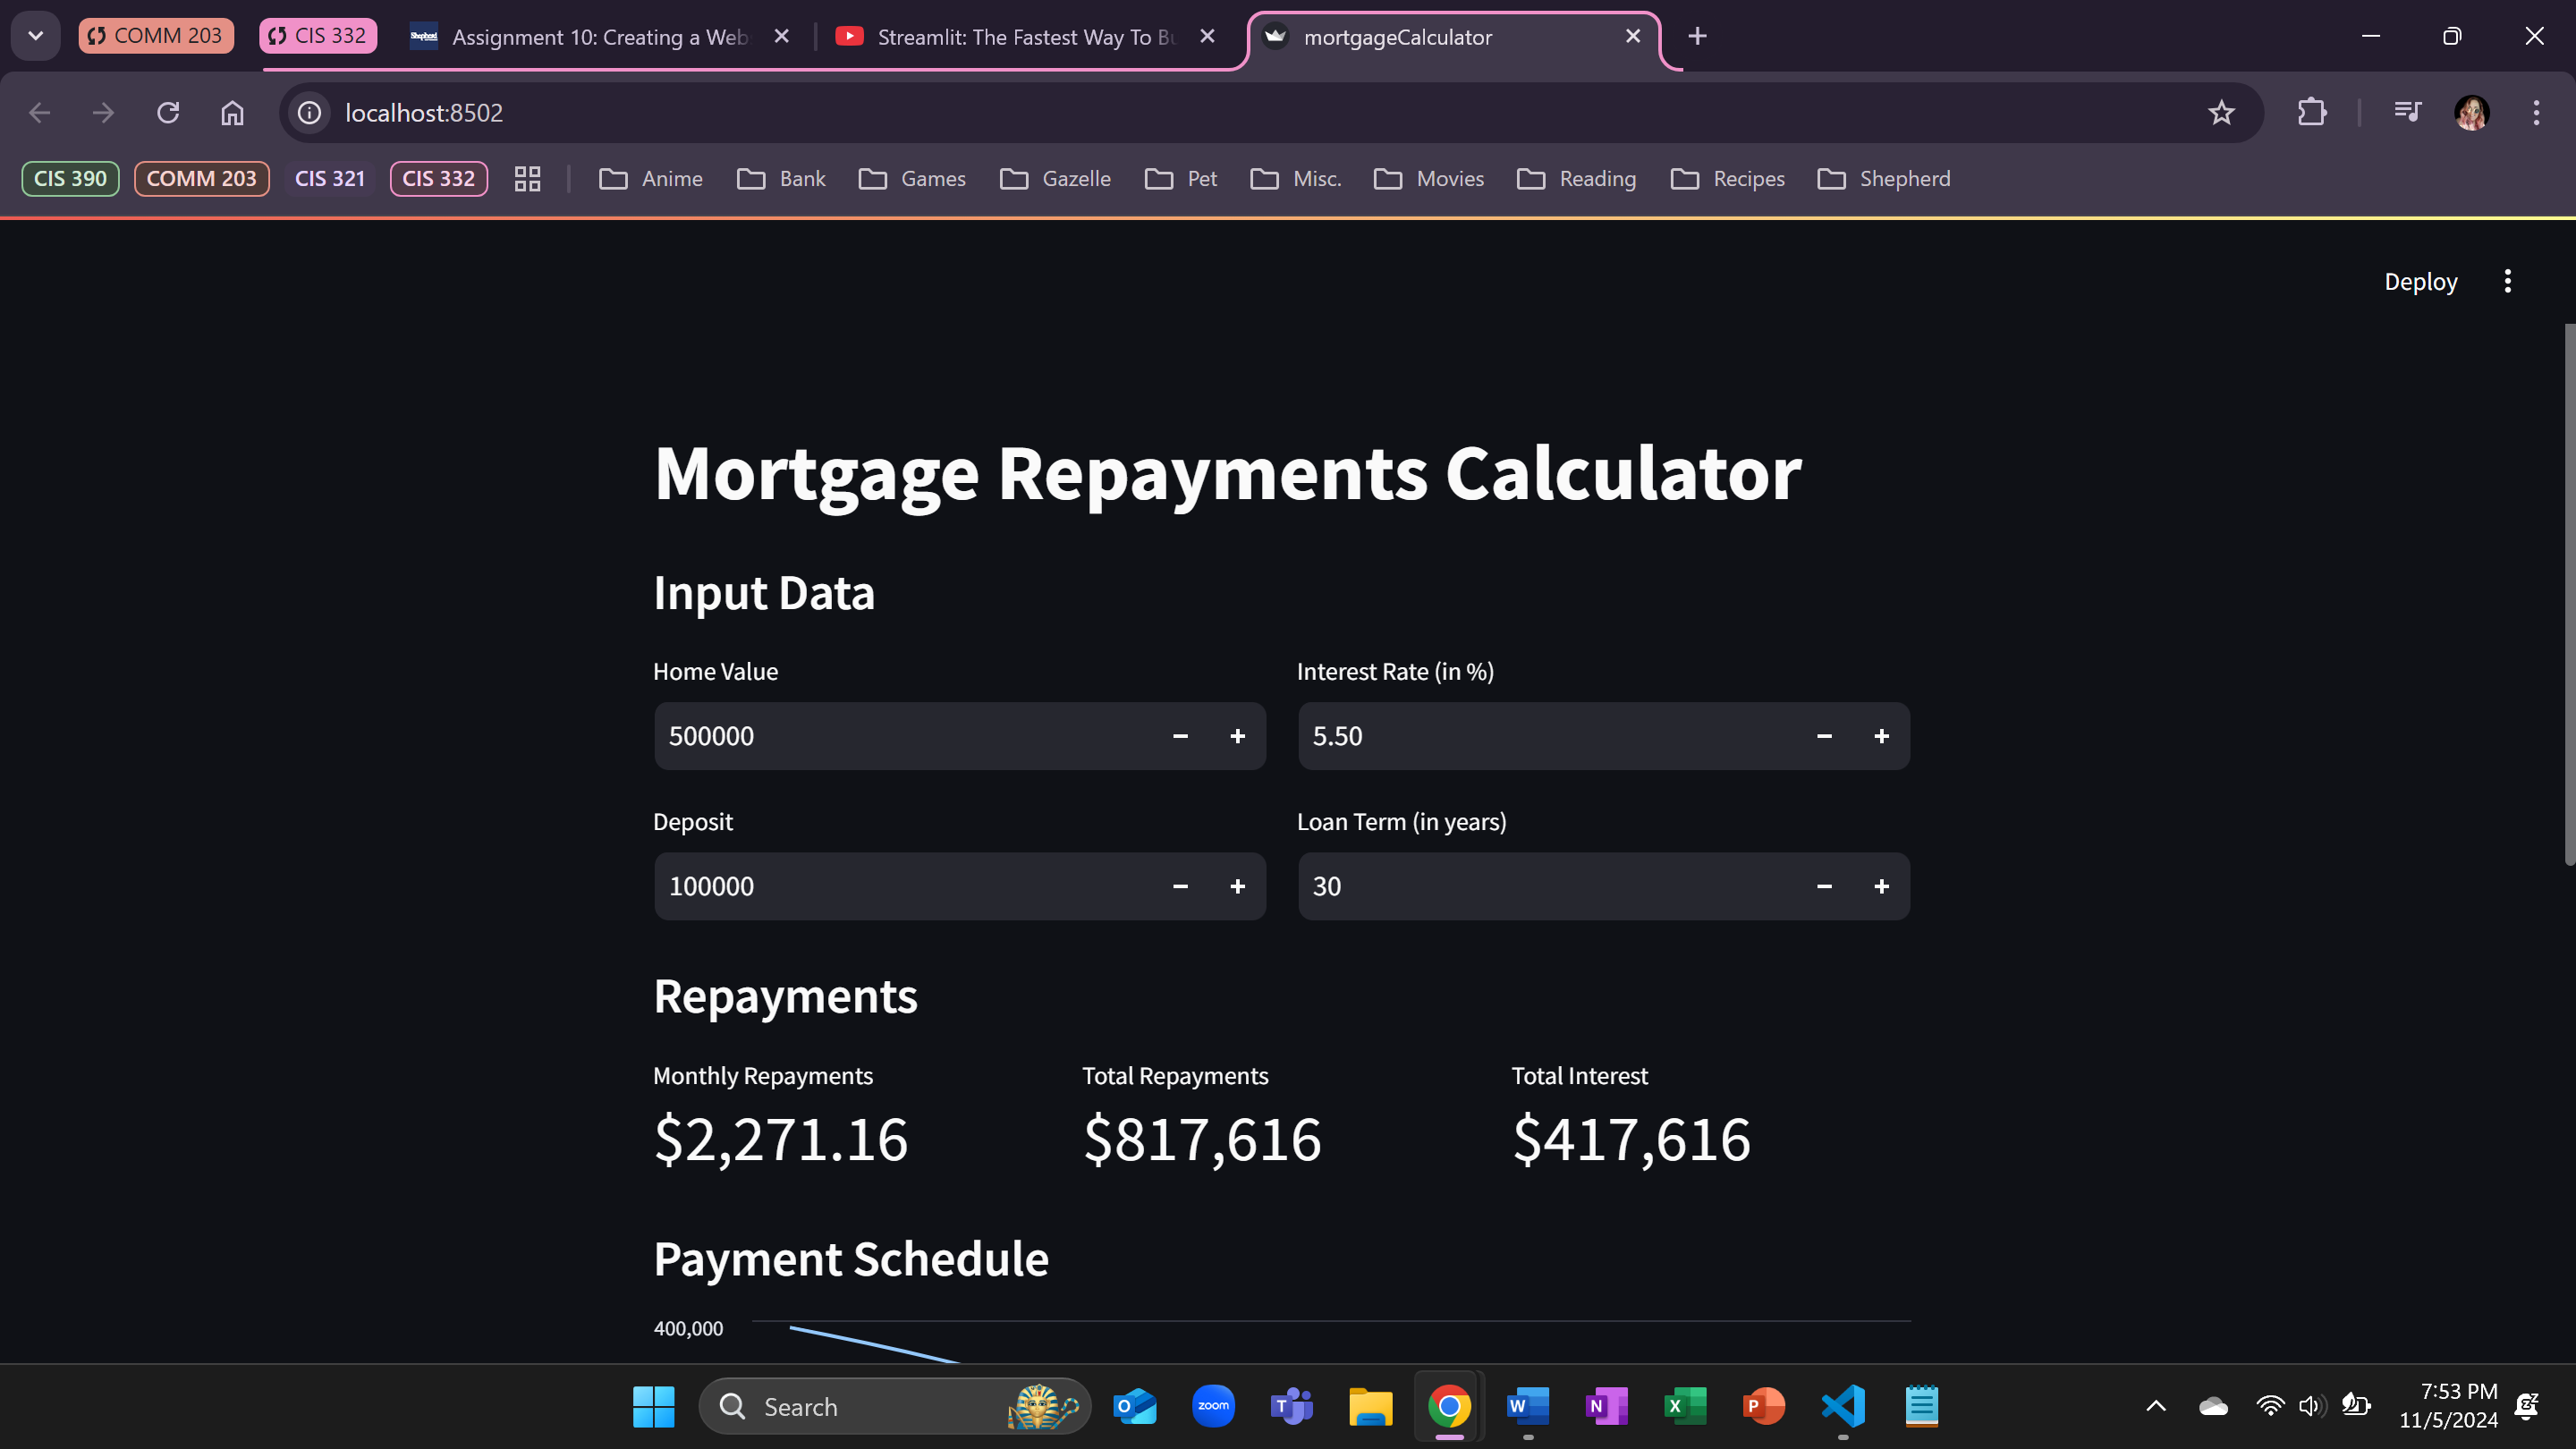 COMM 203
CIS 332
Assignment 10: Creating a Web
Streamlit: The Fastest Way To Bu
mortgageCalculator
localhost:8502
CIS 390
COMM 203
CIS 321
CIS 332
Anime
Bank
Games
Gazelle
Pet
Misc.
Movies
Reading
Recipes
Shepherd
Deploy
Mortgage Repayments Calculator
Input Data
Home Value
Interest Rate (in %)
500000
5.50
Deposit
Loan Term (in years)
100000
30
Repayments
Monthly Repayments
Total Repayments
Total Interest
$2,271.16
$817,616
$417,616
Payment Schedule
400,000
Search
zoom
7:53 PM
11/5/2024